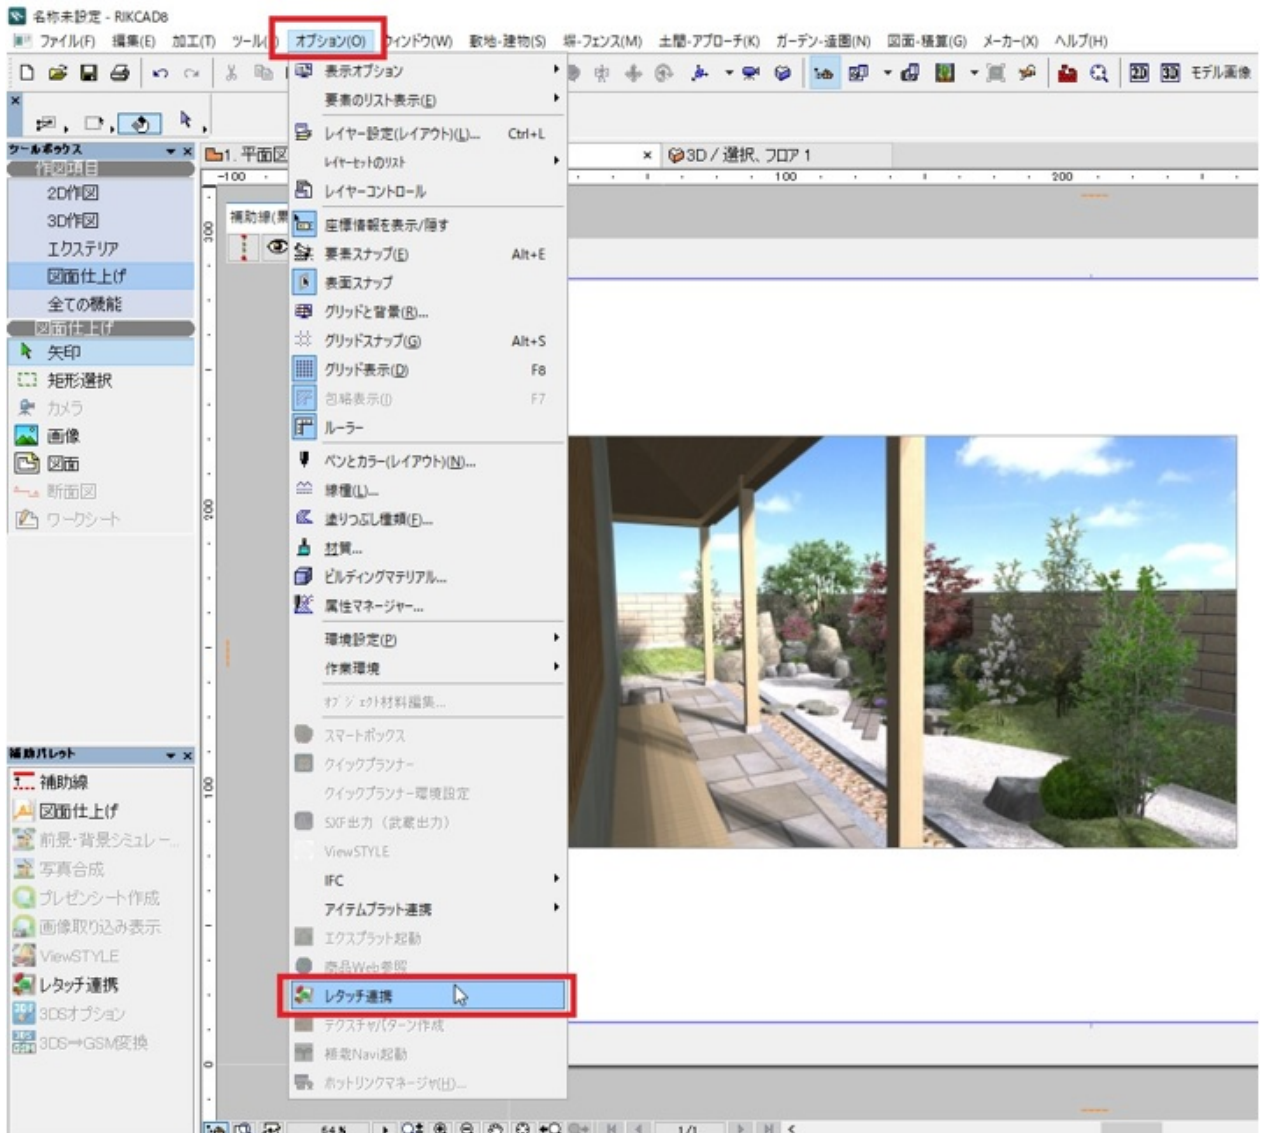 名称未設定 - RIKCAD8
ファイル(F) 編集(E) 加工(T) ツール( オプション(O) ウィンドウ(W) 敷地-建物(S) 塀-フェンス(M) 土間-アプローチ(K) ガーデン-造園(N) 図面-積算(G) メーカー(X) ヘルプ(H)
2D 3D モデル画像
ツールボックス
作図項目
2D作図
3D作図
エクステリア
図面仕上げ
全ての機能
図面仕上げ
矢印
矩形選択
カメラ
画像
図面
断面図
ワークシート
補助パレット
補助線
図面仕上げ
前景・背景シミュレー...
写真合成
プレゼンシート作成
画像取り込み表示
ViewSTYLE
レタッチ連携
3DSオプション
3DS⇒GSM変換
1. 平面図
3D / 選択、フロア 1
-100 100 200
補助線(
300
200
100
0
表示オプション
要素のリスト表示(E)
レイヤー設定(レイアウト)(L)... Ctrl+L
レイヤーセットのリスト
レイヤーコントロール
座標情報を表示/隠す
要素スナップ(E) Alt+E
表面スナップ
グリッドと背景(R)...
グリッドスナップ(G) Alt+S
グリッド表示(D) F8
包絡表示(I) F7
ルーラー
ペンとカラー(レイアウト)(N)...
線種(L)...
塗りつぶし種類(F)...
材質...
ビルディングマテリアル...
属性マネージャー...
環境設定(P)
作業環境
オブジェクト材料編集...
スマートボックス
クイックプランナー
クイックプランナー環境設定
SXF出力（武蔵出力）
ViewSTYLE
IFC
アイテムプラット連携
エクスプラット起動
商品Web参照
レタッチ連携
テクスチャパターン作成
植栽Navi起動
ホットリンクマネージャ(H)...
64% 1/1